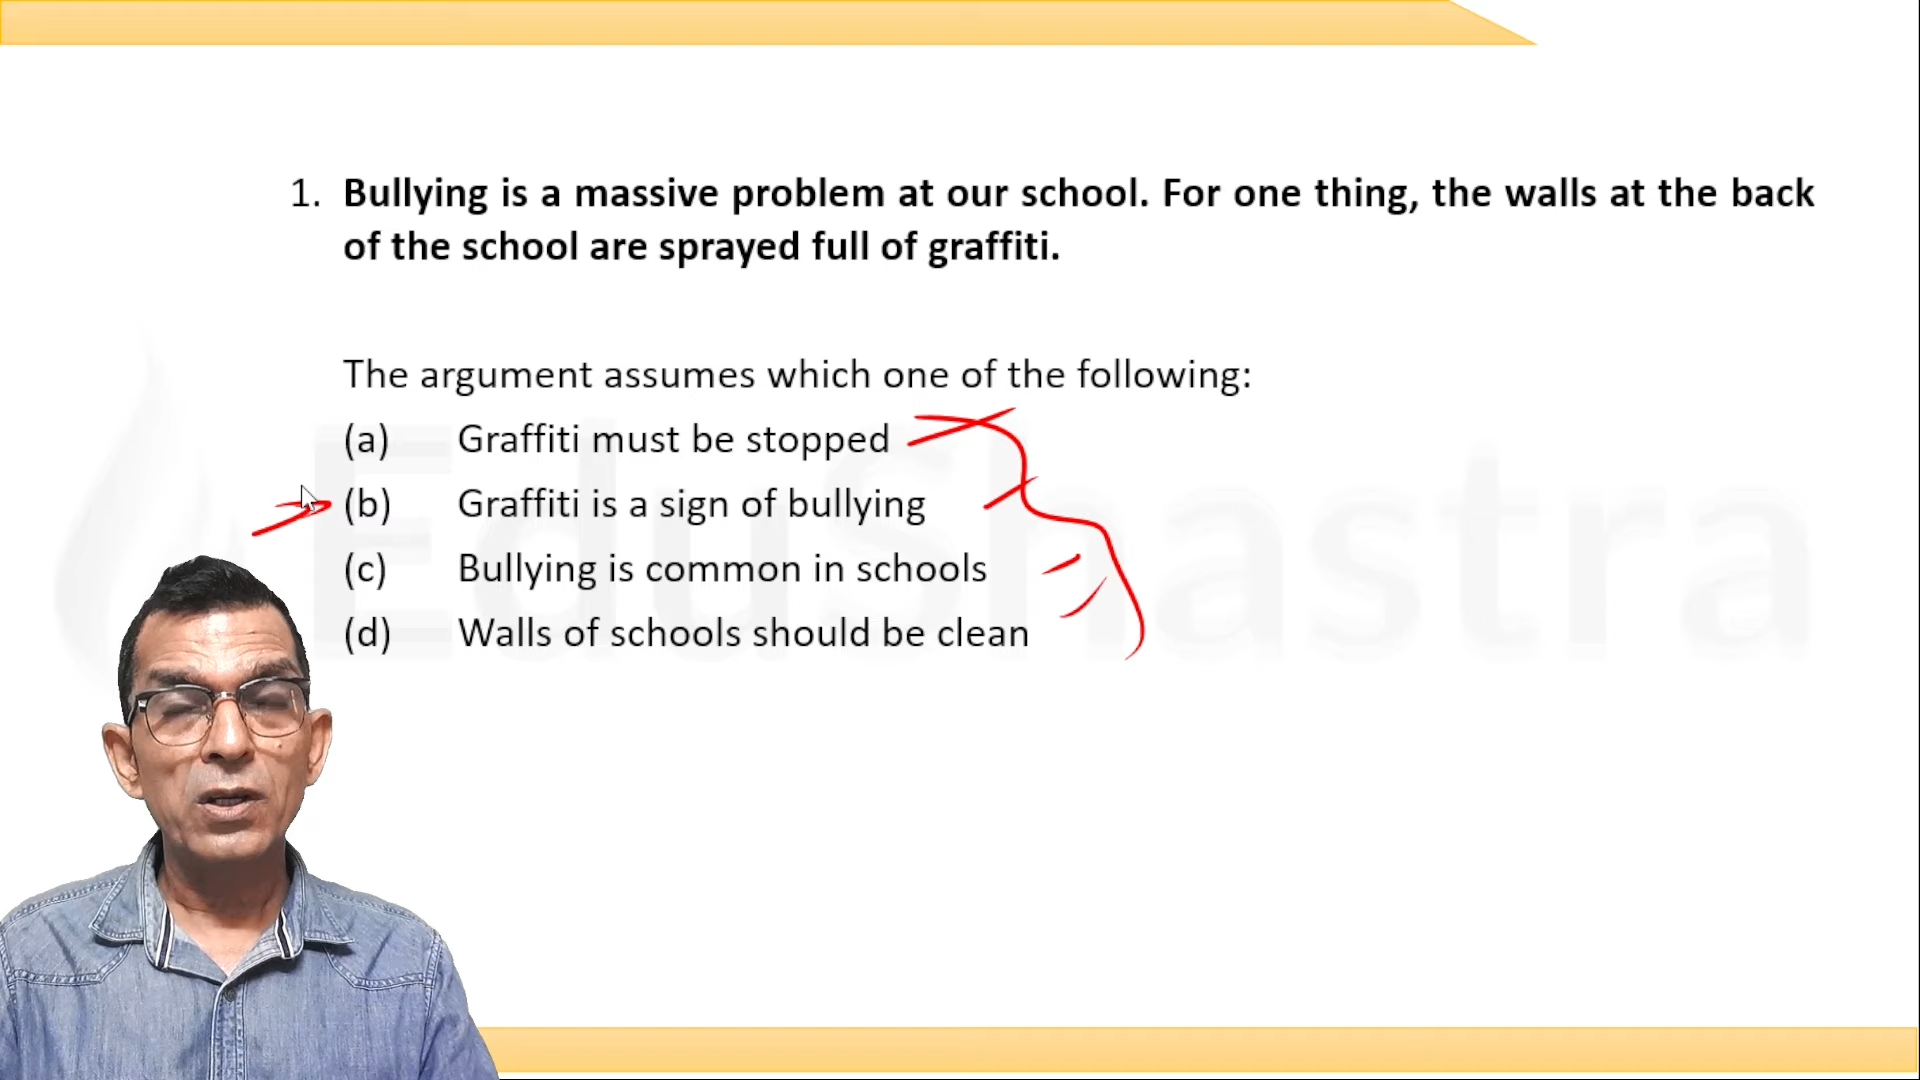 1. Bullying is a massive problem at our school. For one thing, the walls at the back
of the school are sprayed full of graffiti.
The argument assumes which one of the following:
(a) Graffiti must be stopped
(b) Graffiti is a sign of bullying
(c) Bullying is common in schools
(d) Walls of schools should be clean
EduShastra